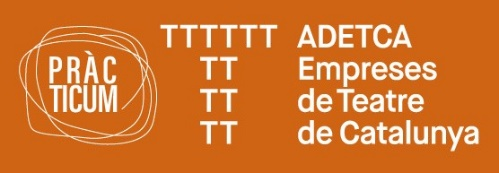 PRÀC
TICUM
TTTTTT ADETCA
TT Empreses
TT de Teatre
TT de Catalunya